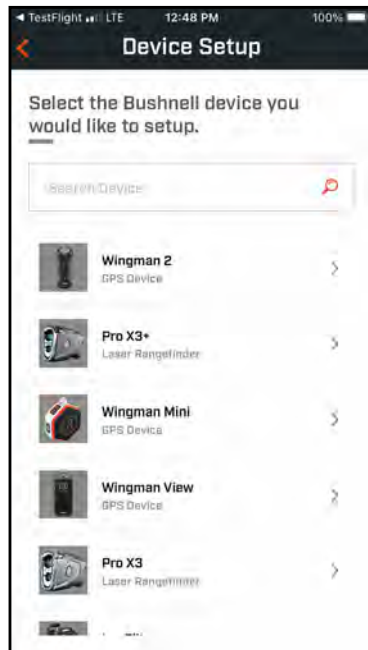 ◄ TestFlight LTE 12:48 PM 100%
Device Setup
Select the Bushnell device you
would like to setup.
Search Device
Wingman 2
GPS Device
Pro X3+
Laser Rangefinder
Wingman Mini
GPS Device
Wingman View
GPS Device
Pro X3
Laser Rangefinder